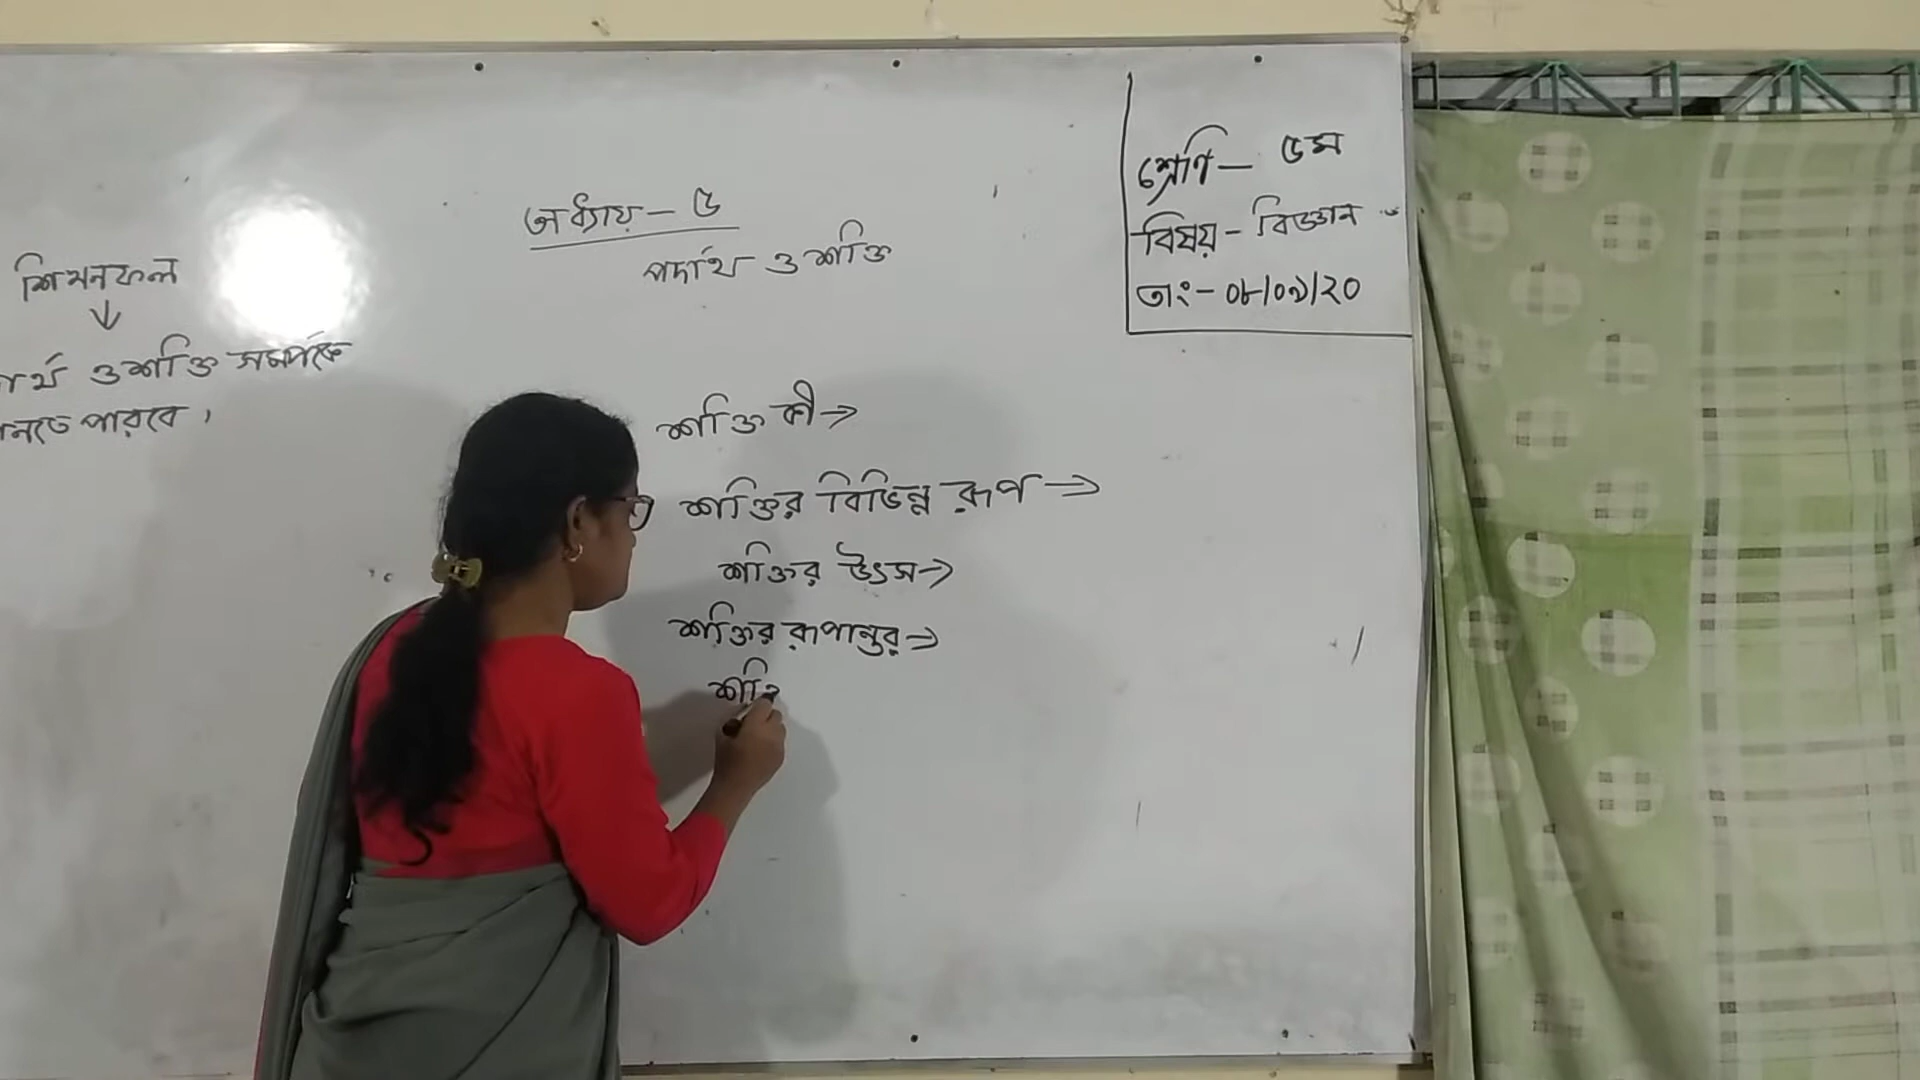 শ্রেণি - ৫ম
বিষয় - বিজ্ঞান
তাং - ০৮/০৯/২০
অধ্যায় - ৫
পদার্থ ও শক্তি
শিখনফল
↓
ার্থ ও শক্তি সম্পর্কে
নতে পারবে।
শক্তি কী →
শক্তির বিভিন্ন রূপ →
শক্তির উৎস →
শক্তির রূপান্তর →